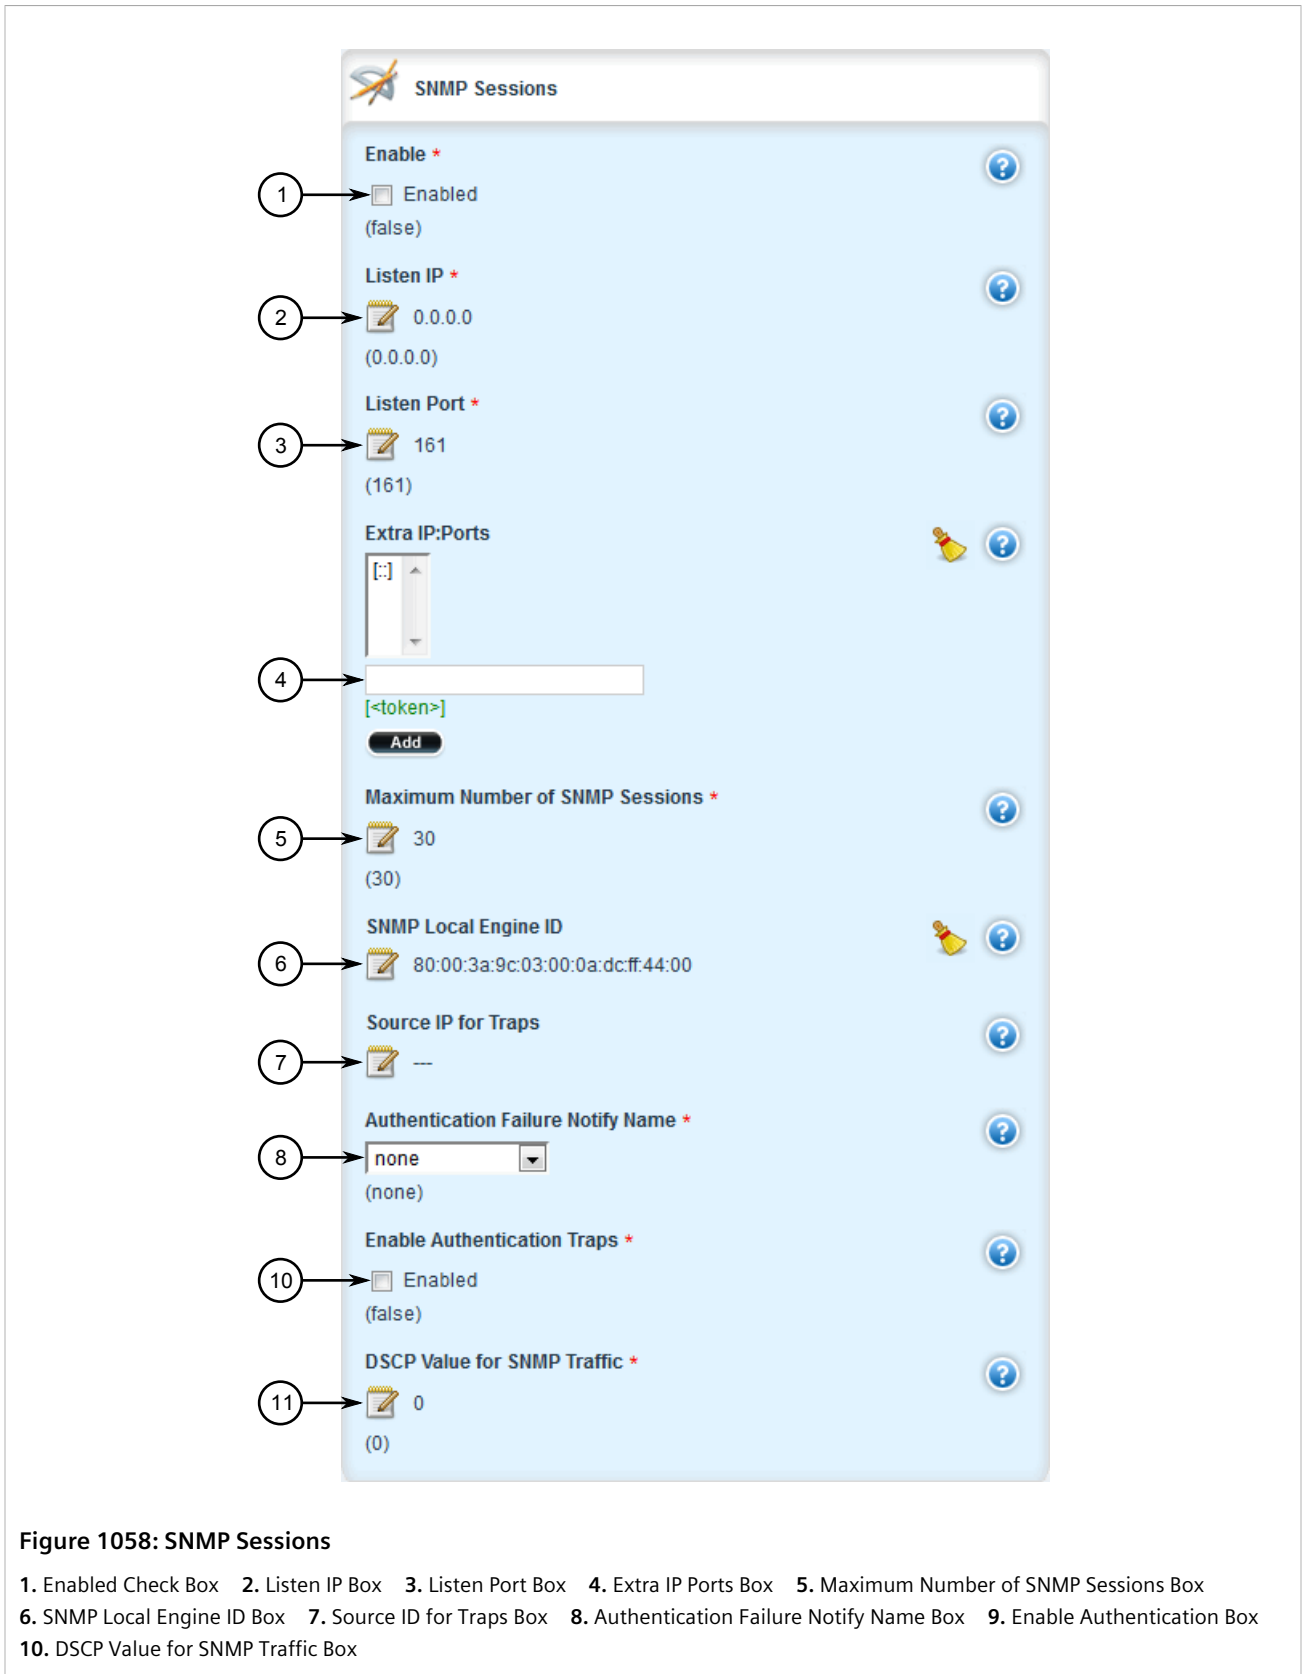 SNMP Sessions
Enable *
1
Enabled
(false)
Listen IP *
2
0.0.0.0
(0.0.0.0)
Listen Port *
3
161
(161)
Extra IP:Ports
[::]
4
[<token>]
Add
Maximum Number of SNMP Sessions *
5
30
(30)
SNMP Local Engine ID
6
80:00:3a:9c:03:00:0a:dc:ff:44:00
Source IP for Traps
7
---
Authentication Failure Notify Name *
8
none
(none)
Enable Authentication Traps *
10
Enabled
(false)
DSCP Value for SNMP Traffic *
11
0
(0)
Figure 1058: SNMP Sessions
1. Enabled Check Box 2. Listen IP Box 3. Listen Port Box 4. Extra IP Ports Box 5. Maximum Number of SNMP Sessions Box
6. SNMP Local Engine ID Box 7. Source ID for Traps Box 8. Authentication Failure Notify Name Box 9. Enable Authentication Box
10. DSCP Value for SNMP Traffic Box